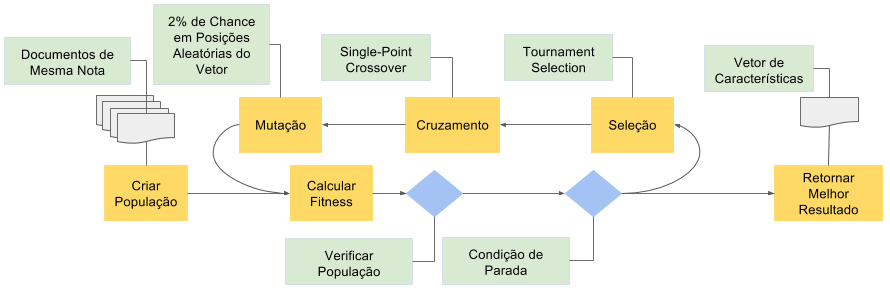 Documentos de
Mesma Nota
2% de Chance
em Posições
Aleatórias do
Vetor
Single-Point
Crossover
Tournament
Selection
Vetor de
Características
Mutação
Cruzamento
Seleção
Criar
População
Calcular
Fitness
Retornar
Melhor
Resultado
Verificar
População
Condição de
Parada